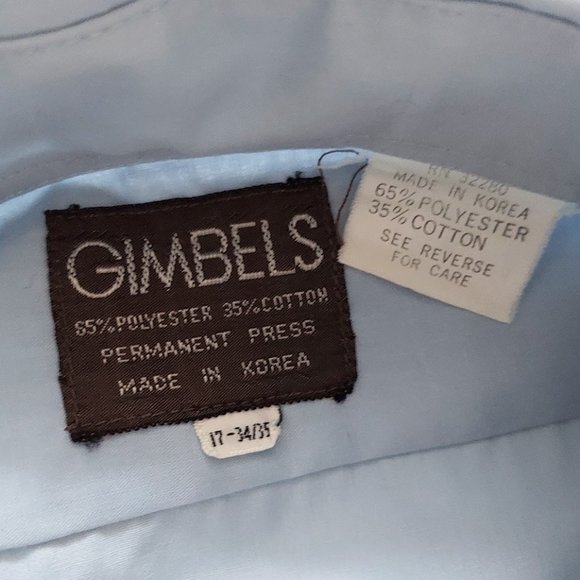 GIMBELS
65% POLYESTER 35% COTTON
PERMANENT PRESS
MADE IN KOREA
17-34/35
RN 32280
MADE IN KOREA
65% POLYESTER
35% COTTON
SEE REVERSE
FOR CARE